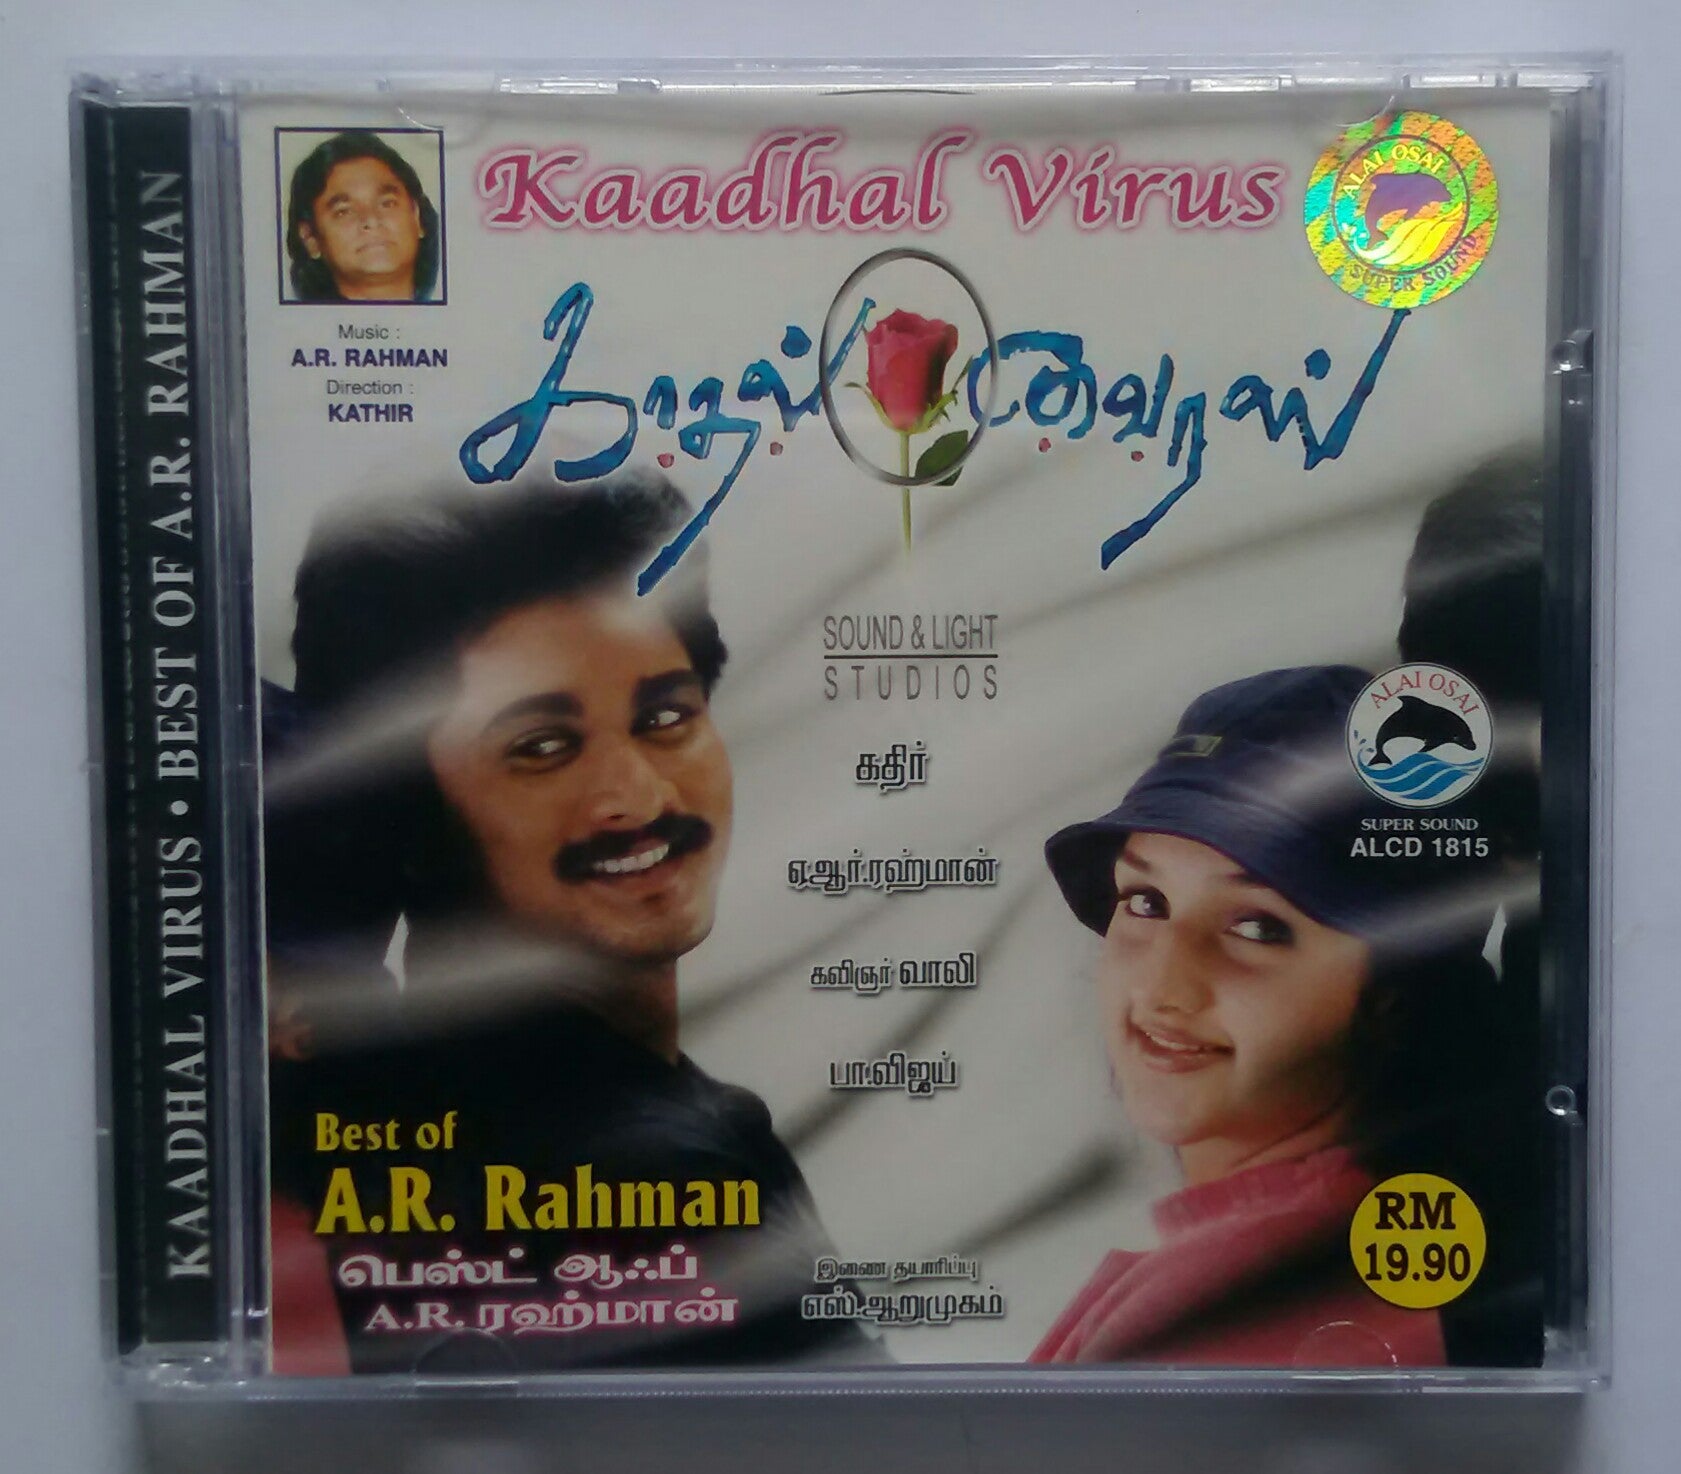 KAADHAL VIRUS • BEST OF A.R. RAHMAN
Kaadhal Virus
ALAI OSAI
SUPER SOUND
Music :
A.R. RAHMAN
Direction :
KATHIR
காதல் வைரஸ்
SOUND & LIGHT
STUDIOS
கதிர்
ஏ.ஆர்.ரஹ்மான்
கவிஞர் வாலி
பா.விஜய்
ALAI OSAI
SUPER SOUND
ALCD 1815
Best of
A.R. Rahman
பெஸ்ட் ஆஃப்
A.R. ரஹ்மான்
இணை தயாரிப்பு
எஸ்.ஆறுமுகம்
RM
19.90